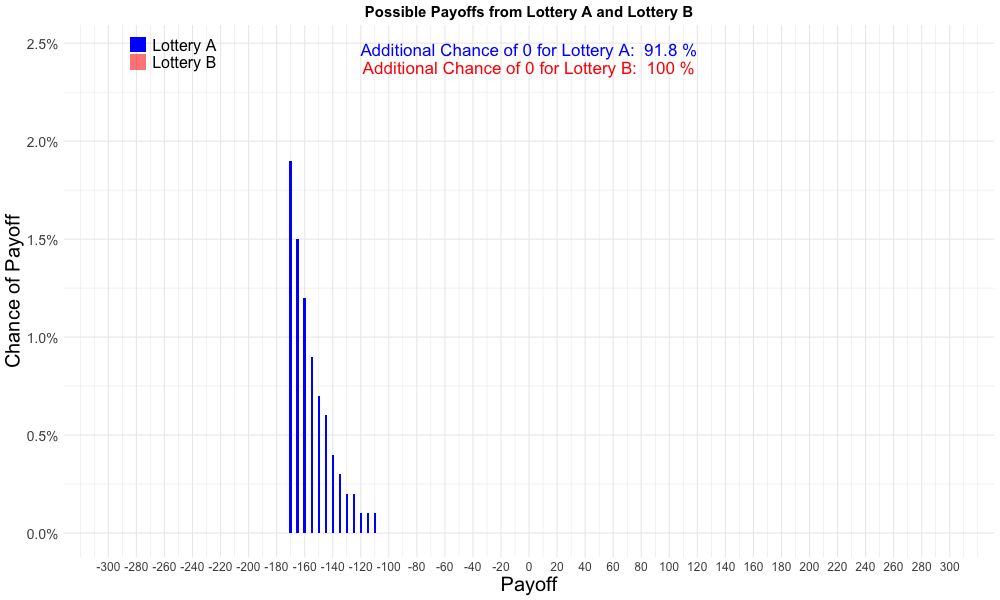 Possible Payoffs from Lottery A and Lottery B
Lottery A
Lottery B
Additional Chance of 0 for Lottery A: 91.8 %
Additional Chance of 0 for Lottery B: 100 %
Chance of Payoff
2.5%
2.0%
1.5%
1.0%
0.5%
0.0%
-300 -280 -260 -240 -220 -200 -180 -160 -140 -120 -100 -80 -60 -40 -20 0 20 40 60 80 100 120 140 160 180 200 220 240 260 280 300
Payoff